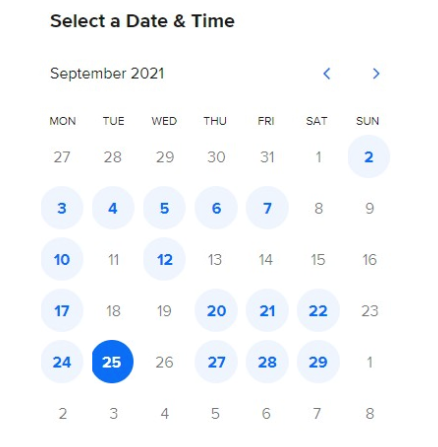 Select a Date & Time
September 2021
MON TUE WED THU FRI SAT SUN
27 28 29 30 31 1 2
3 4 5 6 7 8 9
10 11 12 13 14 15 16
17 18 19 20 21 22 23
24 25 26 27 28 29 1
2 3 4 5 6 7 8